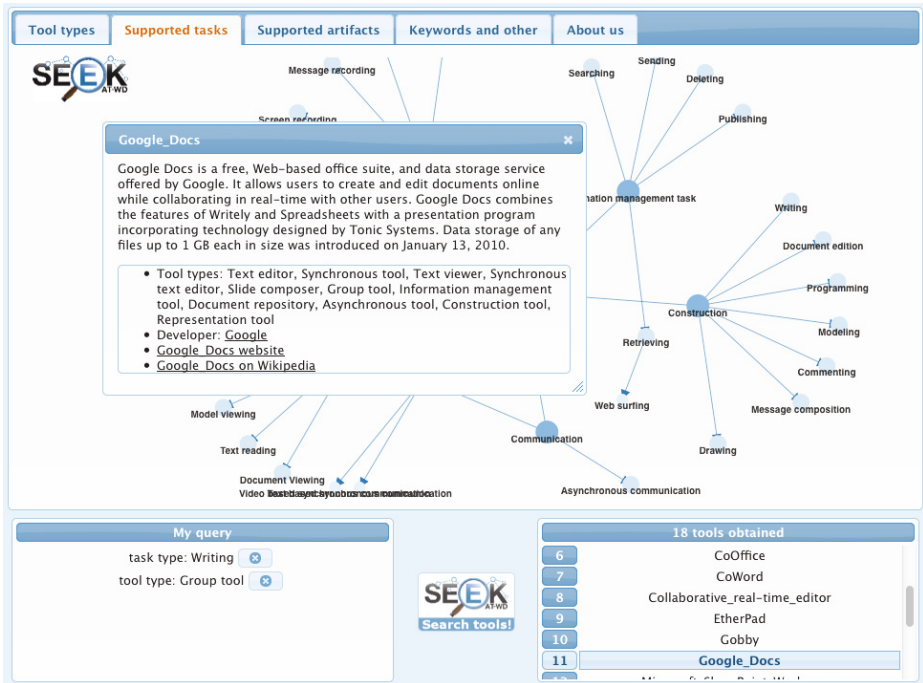 Tool types
Supported tasks
Supported artifacts
Keywords and other
About us
SEEK
AT-WD
Message recording
Searching
Sending
Deleting
Publishing
Screen recording
Google_Docs
Google Docs is a free, Web-based office suite, and data storage service
offered by Google. It allows users to create and edit documents online
while collaborating in real-time with other users. Google Docs combines
the features of Writely and Spreadsheets with a presentation program
incorporating technology designed by Tonic Systems. Data storage of any
files up to 1 GB each in size was introduced on January 13, 2010.
• Tool types: Text editor, Synchronous tool, Text viewer, Synchronous
text editor, Slide composer, Group tool, Information management
tool, Document repository, Asynchronous tool, Construction tool,
Representation tool
• Developer: Google
• Google_Docs website
• Google_Docs on Wikipedia
management task
Writing
Document edition
Programming
Construction
Modeling
Retrieving
Commenting
Web surfing
Message composition
Model viewing
Communication
Text reading
Drawing
Document Viewing
Asynchronous communication
Video
My query
task type: Writing
tool type: Group tool
SEEK
AT-WD
Search tools!
18 tools obtained
6 CoOffice
7 CoWord
8 Collaborative_real-time_editor
9 EtherPad
10 Gobby
11 Google_Docs